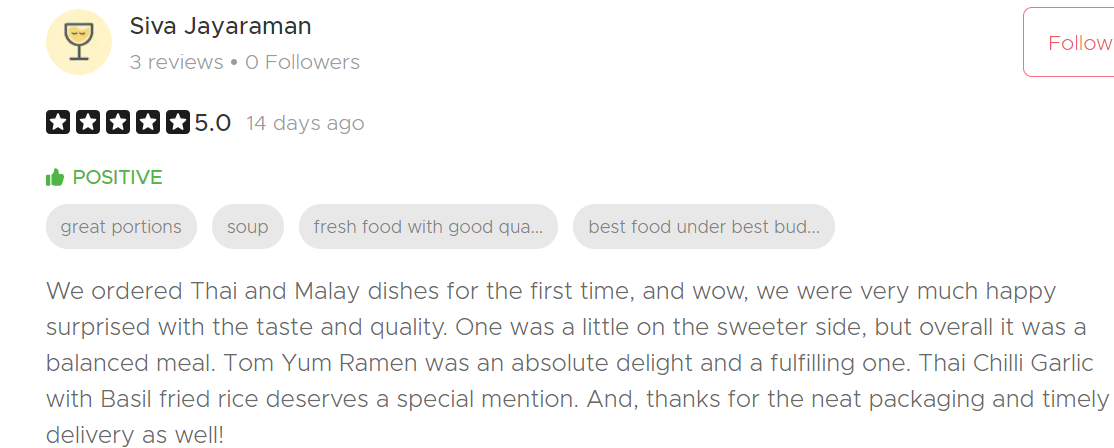 Siva Jayaraman
3 reviews • 0 Followers
Follow
5.0 14 days ago
POSITIVE
great portions soup fresh food with good qua... best food under best bud...
We ordered Thai and Malay dishes for the first time, and wow, we were very much happy
surprised with the taste and quality. One was a little on the sweeter side, but overall it was a
balanced meal. Tom Yum Ramen was an absolute delight and a fulfilling one. Thai Chilli Garlic
with Basil fried rice deserves a special mention. And, thanks for the neat packaging and timely
delivery as well!